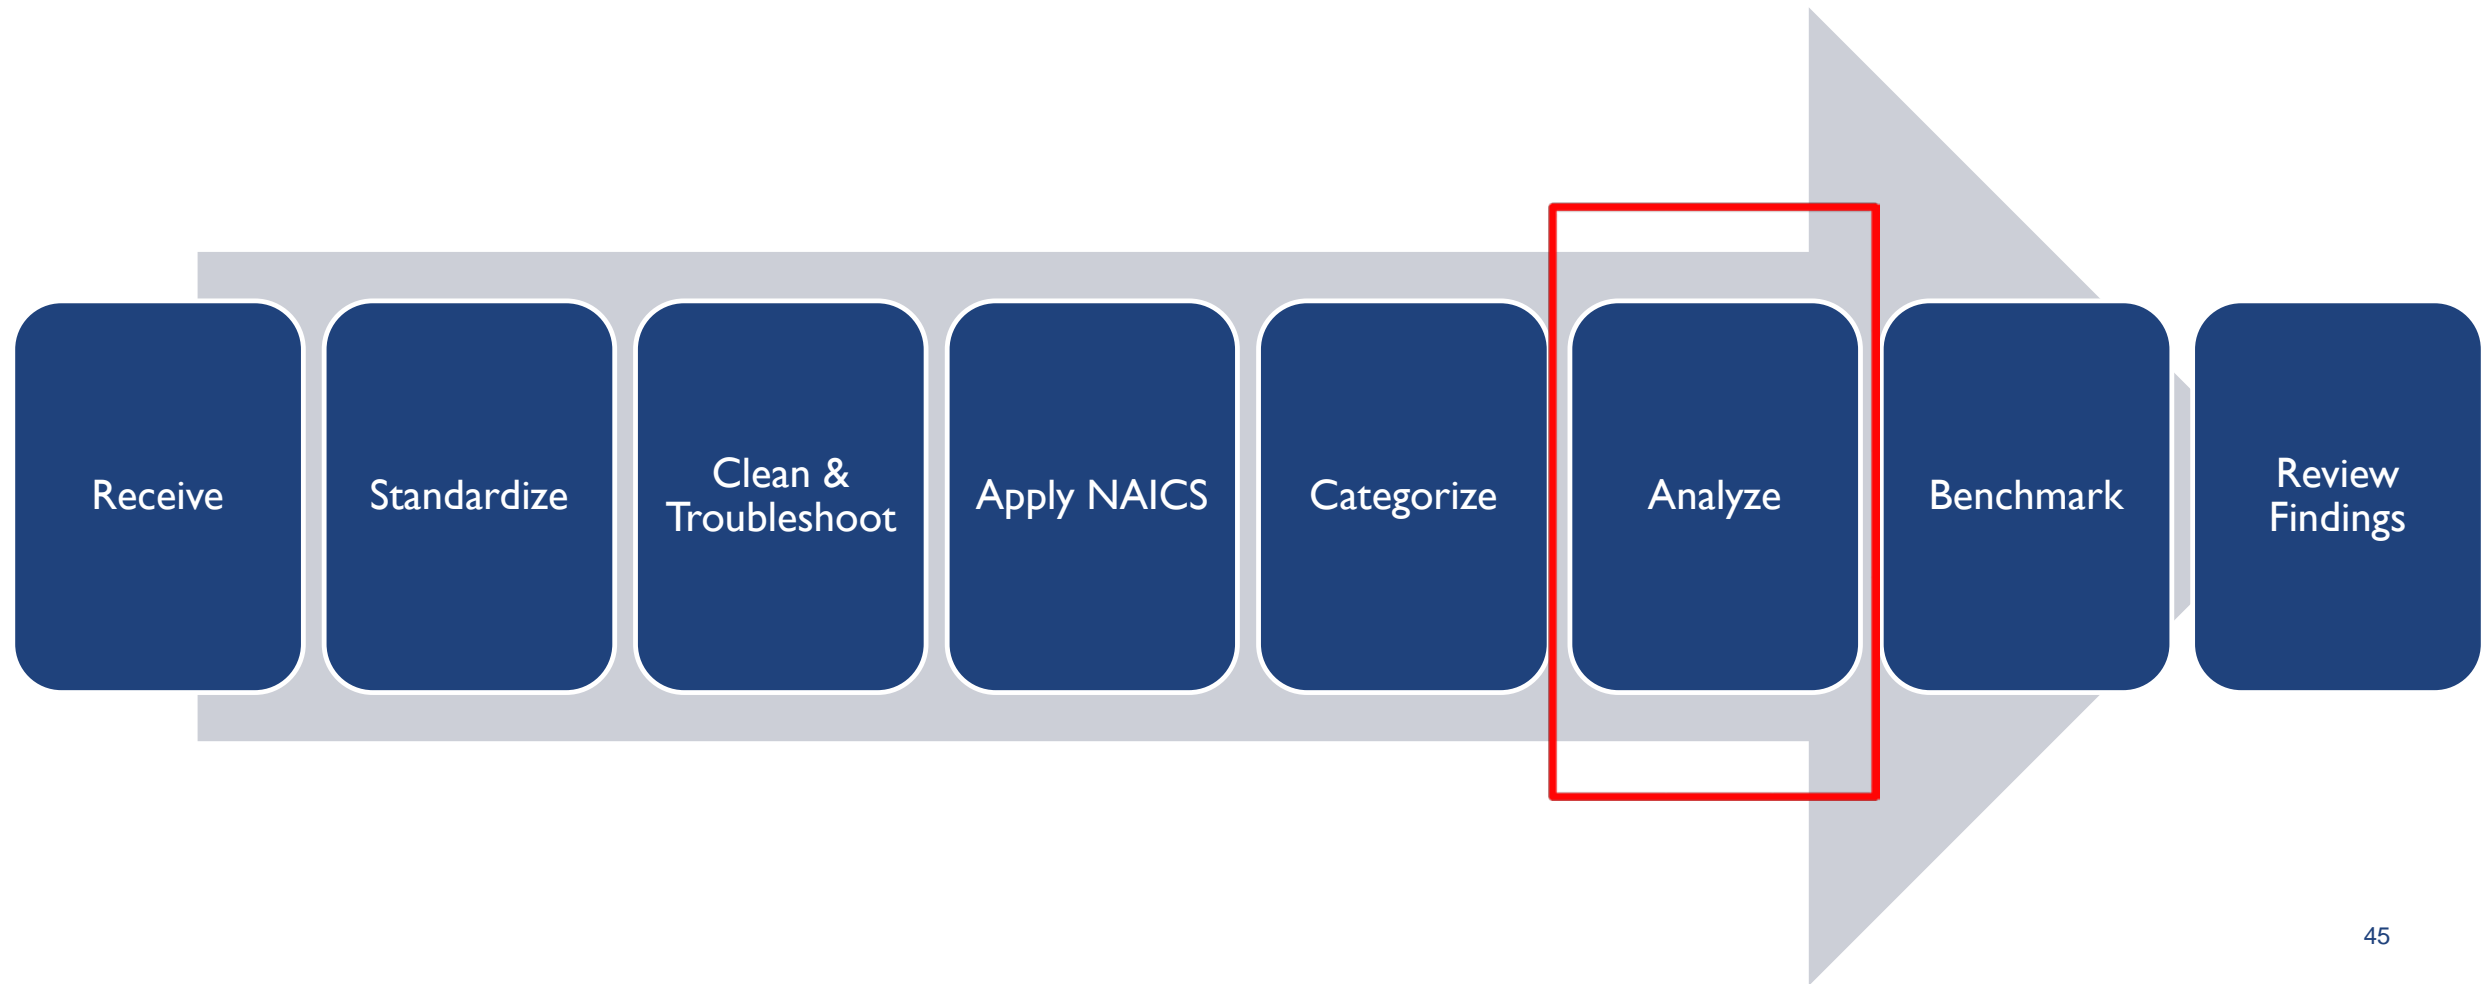 Receive
Standardize
Clean &
Troubleshoot
Apply NAICS
Categorize
Analyze
Benchmark
Review
Findings
45